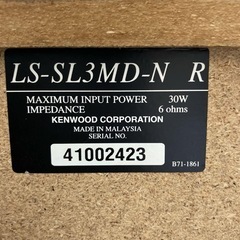 LS-SL3MD-N R
MAXIMUM INPUT POWER 30W
IMPEDANCE 6 ohms
KENWOOD CORPORATION
MADE IN MALAYSIA
SERIAL NO.
41002423
B71-1861